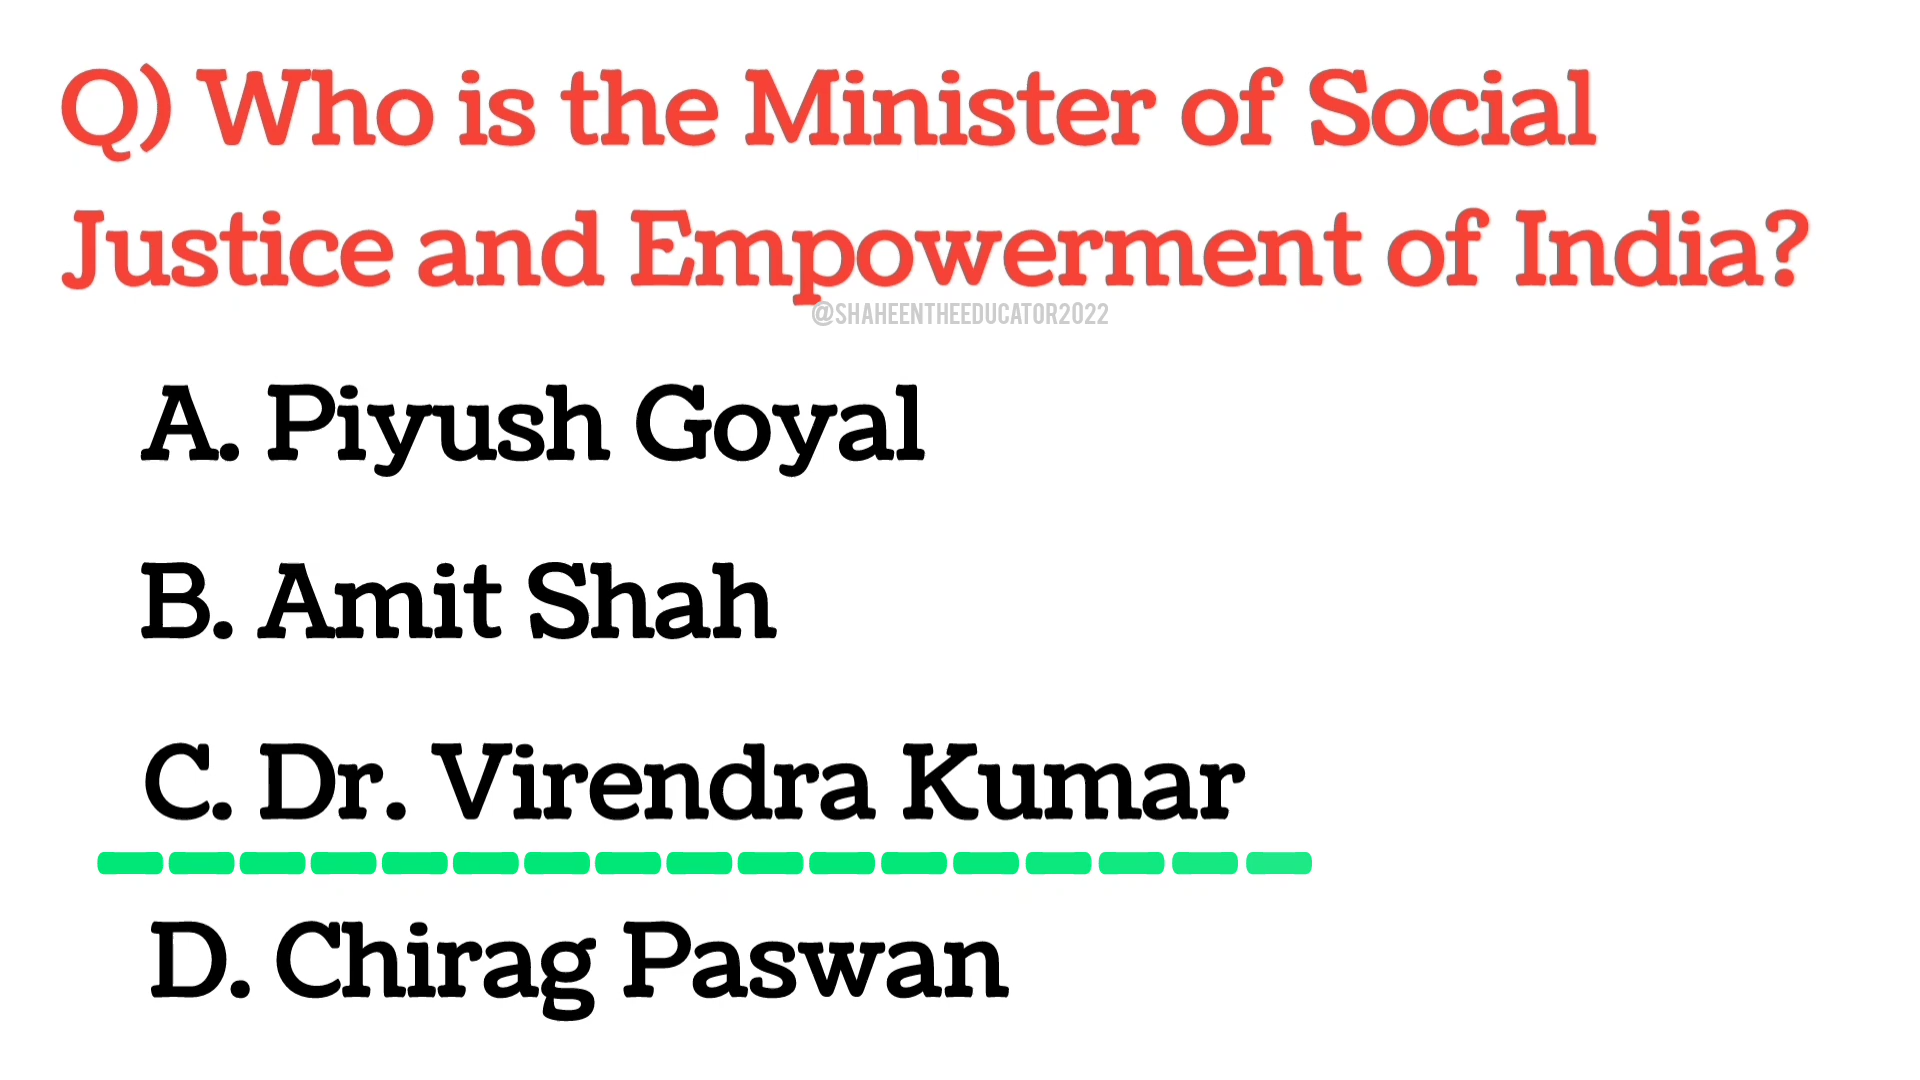 Q) Who is the Minister of Social
Justice and Empowerment of India?
@SHAHEENTHEEDUCATOR2022
A. Piyush Goyal
B. Amit Shah
C. Dr. Virendra Kumar
D. Chirag Paswan